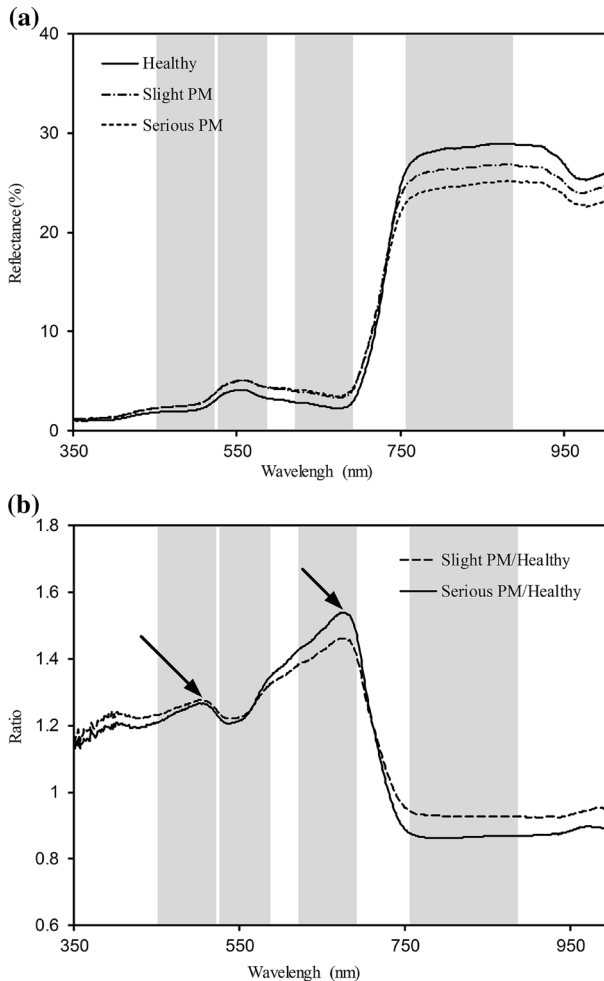 (a)
40
30
20
10
0
Reflectance(%)
Healthy
Slight PM
Serious PM
350
550
750
950
Wavelengh (nm)
(b)
1.8
1.6
1.4
1.2
1
0.8
0.6
Ratio
Slight PM/Healthy
Serious PM/Healthy
350
550
750
950
Wavelengh (nm)